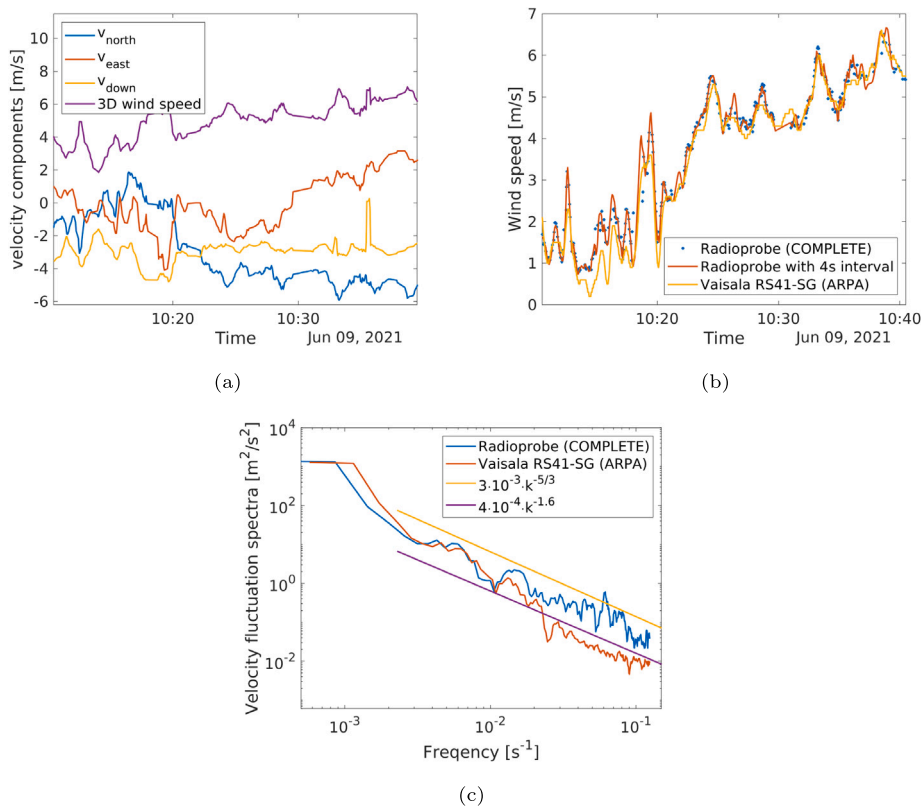 10
8
6
4
2
0
-2
-4
-6
velocity components [m/s]
v_north
v_east
v_down
3D wind speed
10:20
10:30
Time
Jun 09, 2021
(a)
7
6
5
4
3
2
1
0
Wind speed [m/s]
Radioprobe (COMPLETE)
Radioprobe with 4s interval
Vaisala RS41-SG (ARPA)
10:20
10:30
10:40
Time
Jun 09, 2021
(b)
10^4
10^2
10^0
10^-2
Velocity fluctuation spectra [m^2/s^2]
Radioprobe (COMPLETE)
Vaisala RS41-SG (ARPA)
3·10^-3·k^-5/3
4·10^-4·k^-1.6
10^-3
10^-2
10^-1
Freqency [s^-1]
(c)